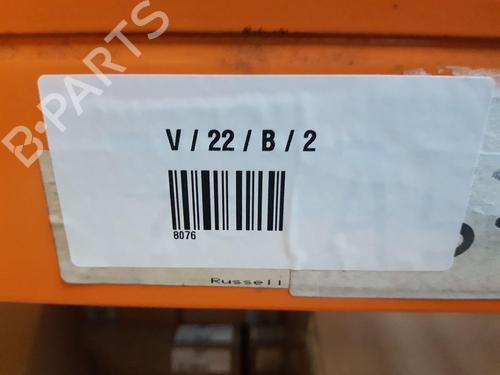 B-PARTS
V / 22 / B / 2
8076
Russell